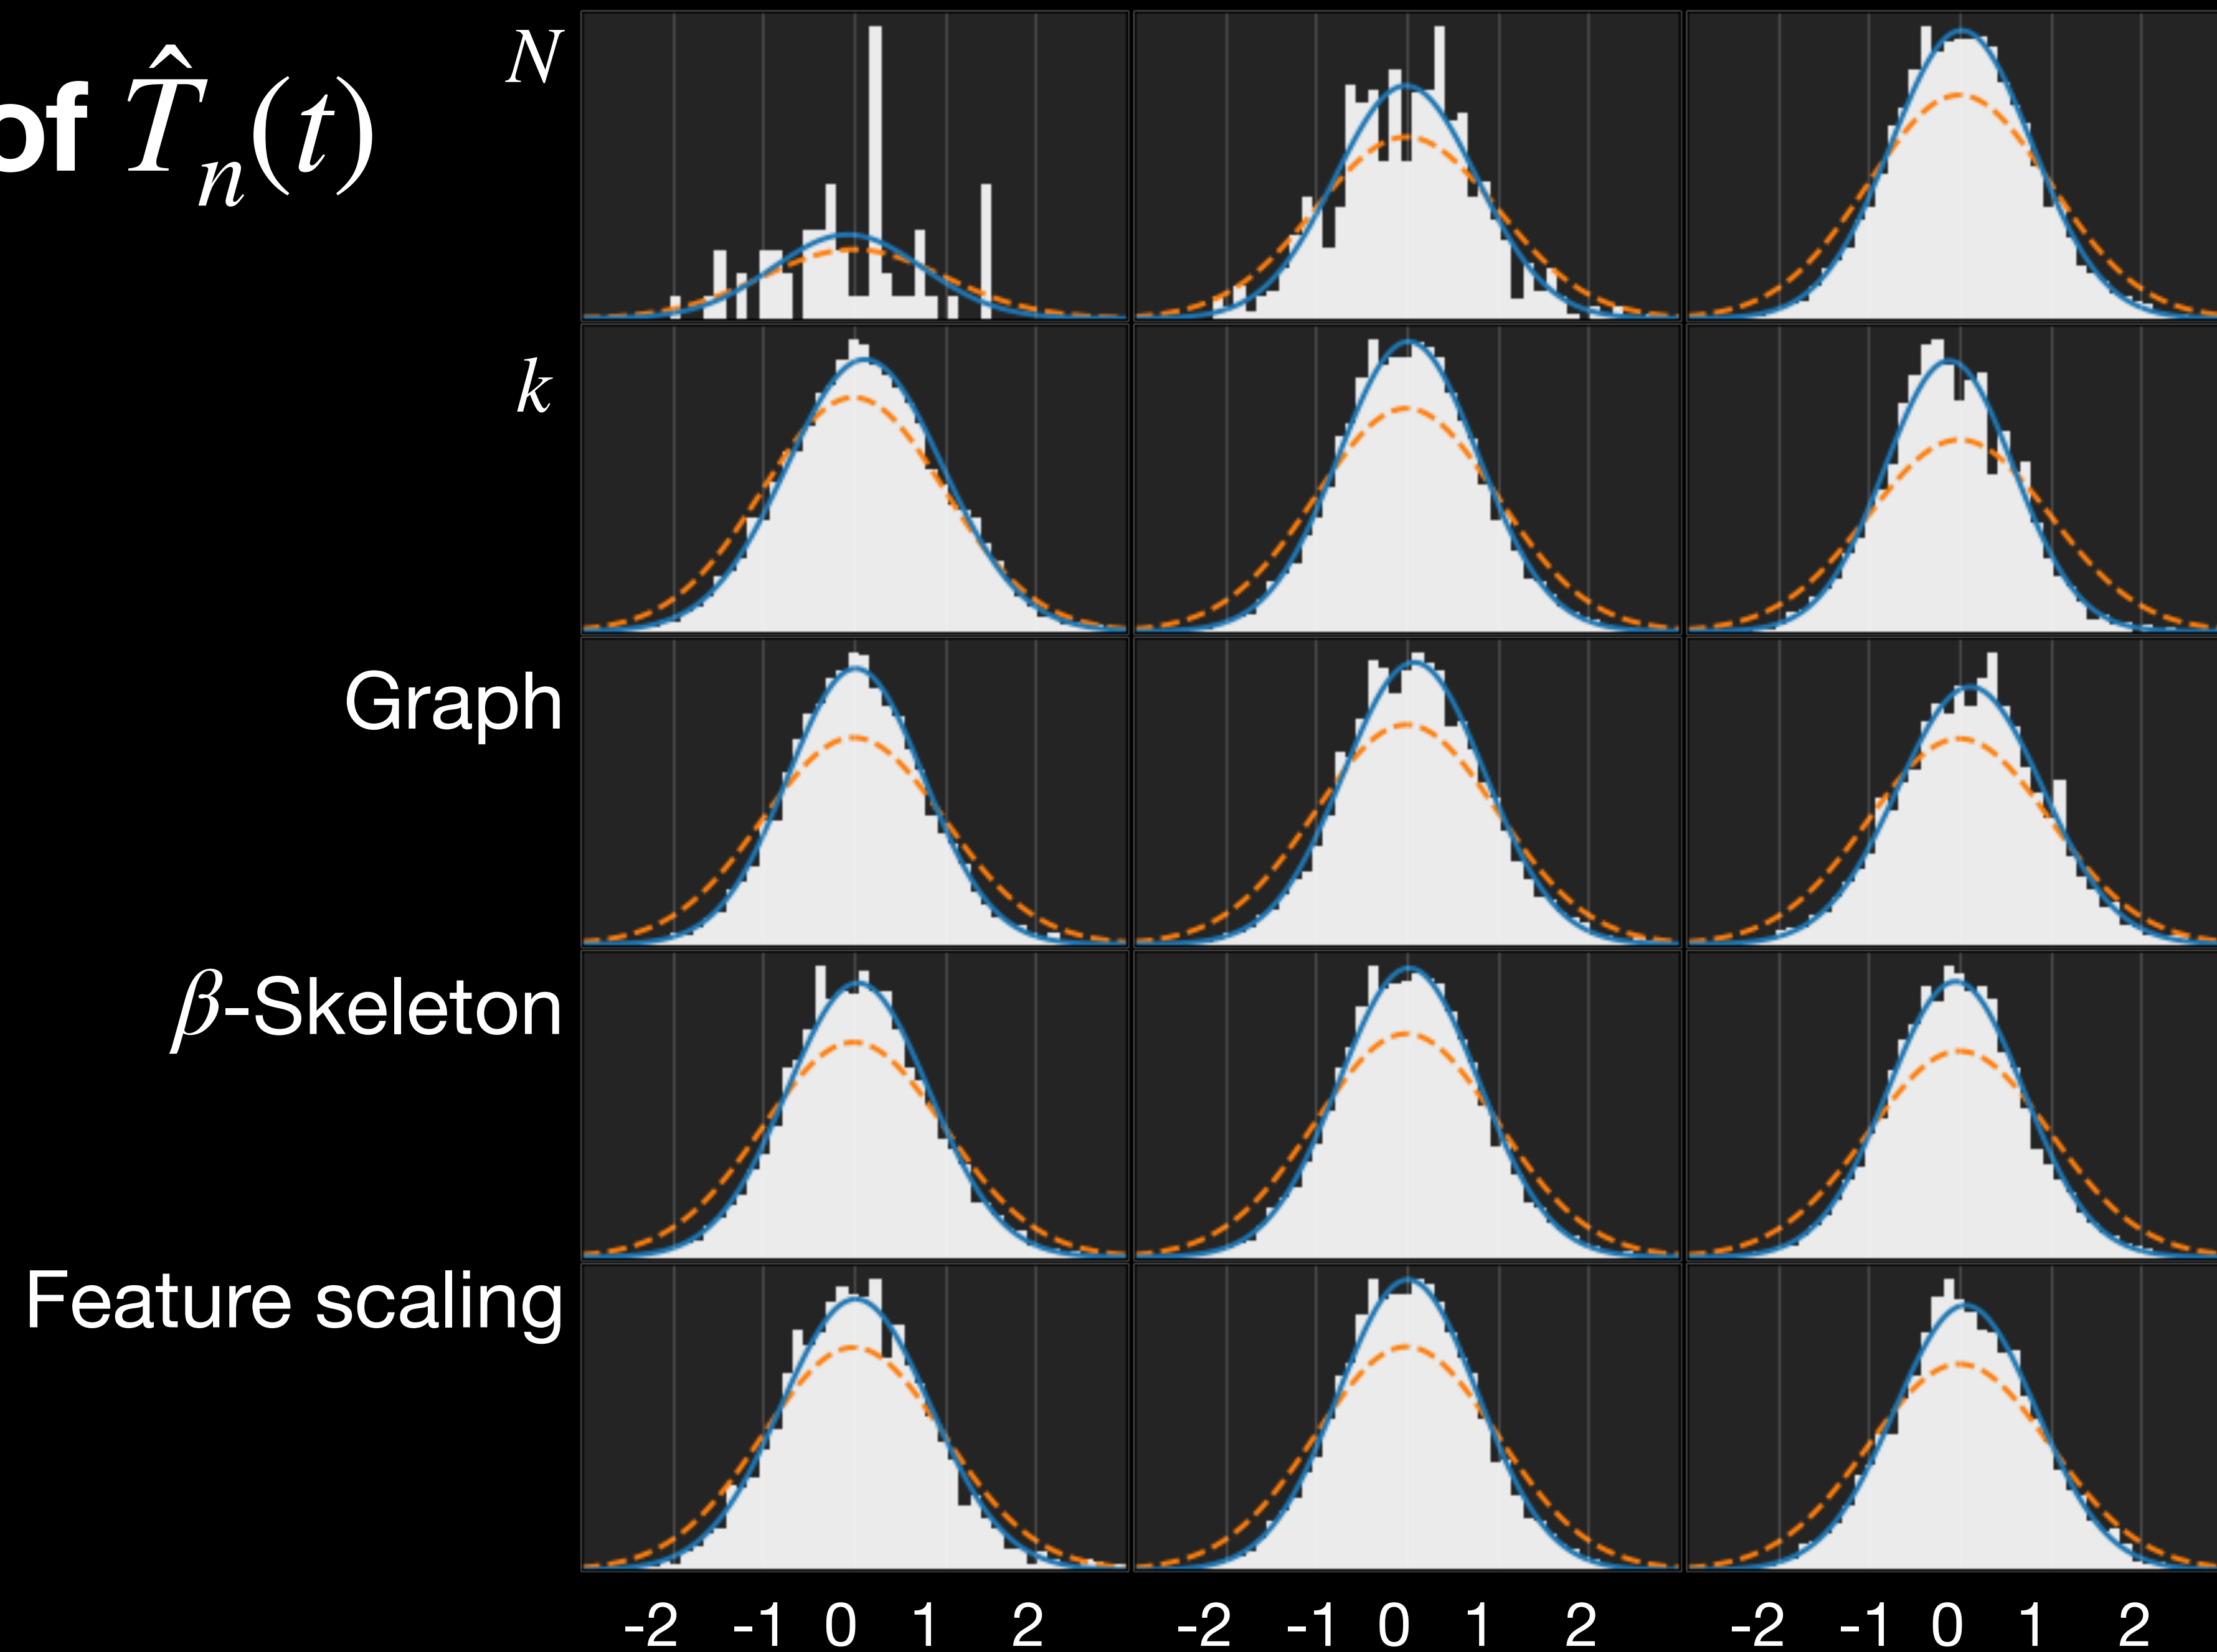 of T̂ₙ(t)
N
k
Graph
β-Skeleton
Feature scaling
-2 -1 0 1 2 -2 -1 0 1 2 -2 -1 0 1 2